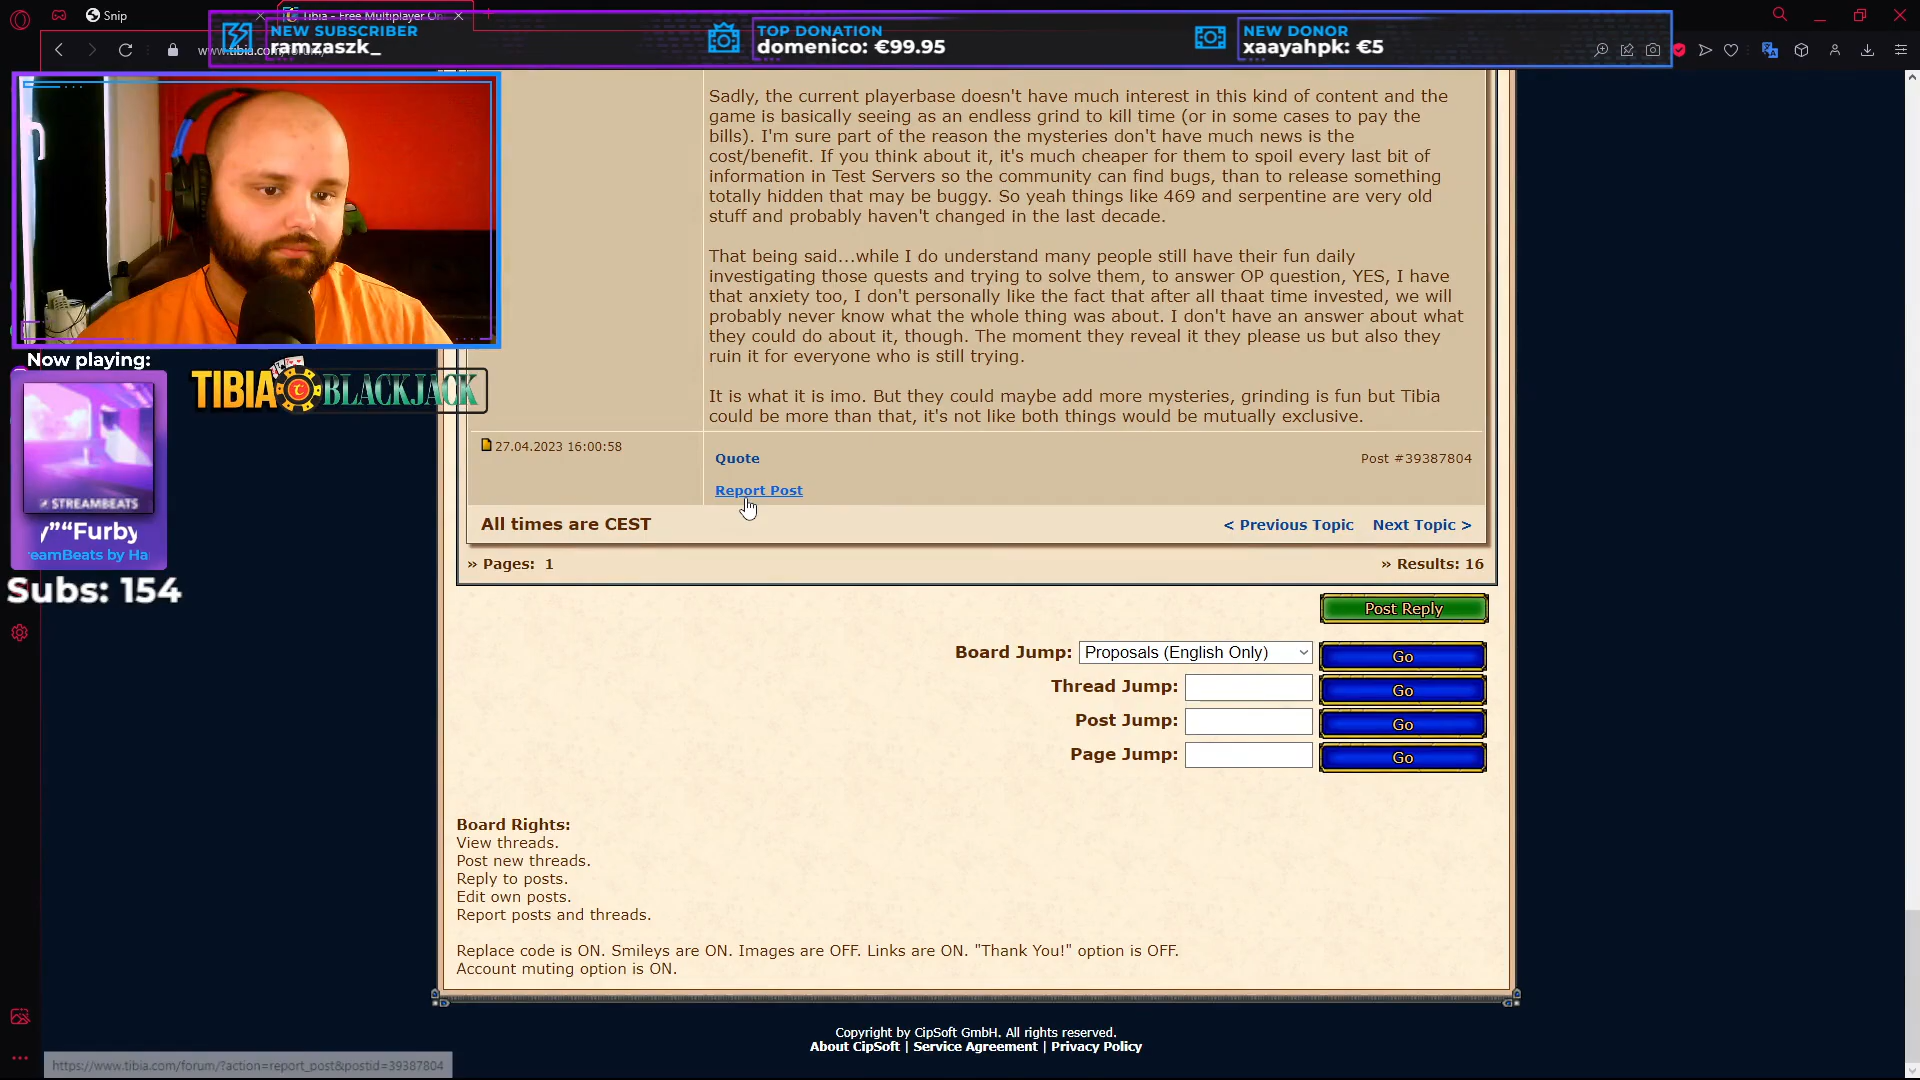 Snip
Tibia - Free Multiplayer On
NEW SUBSCRIBER
ramzaszk_
TOP DONATION
domenico: €99.95
NEW DONOR
xaayahpk: €5
Sadly, the current playerbase doesn't have much interest in this kind of content and the
game is basically seeing as an endless grind to kill time (or in some cases to pay the
bills). I'm sure part of the reason the mysteries don't have much news is the
cost/benefit. If you think about it, it's much cheaper for them to spoil every last bit of
information in Test Servers so the community can find bugs, than to release something
totally hidden that may be buggy. So yeah things like 469 and serpentine are very old
stuff and probably haven't changed in the last decade.
That being said...while I do understand many people still have their fun daily
investigating those quests and trying to solve them, to answer OP question, YES, I have
that anxiety too, I don't personally like the fact that after all thaat time invested, we will
probably never know what the whole thing was about. I don't have an answer about what
they could do about it, though. The moment they reveal it they please us but also they
ruin it for everyone who is still trying.
It is what it is imo. But they could maybe add more mysteries, grinding is fun but Tibia
could be more than that, it's not like both things would be mutually exclusive.
Now playing:
TIBIA BLACKJACK
STREAMBEATS
y”“Furby
eamBeats by Ha
Subs: 154
27.04.2023 16:00:58
Quote
Post #39387804
Report Post
All times are CEST
< Previous Topic Next Topic >
» Pages: 1
» Results: 16
Post Reply
Board Jump: Proposals (English Only) Go
Thread Jump: Go
Post Jump: Go
Page Jump: Go
Board Rights:
View threads.
Post new threads.
Reply to posts.
Edit own posts.
Report posts and threads.
Replace code is ON. Smileys are ON. Images are OFF. Links are ON. "Thank You!" option is OFF.
Account muting option is ON.
Copyright by CipSoft GmbH. All rights reserved.
About CipSoft | Service Agreement | Privacy Policy
https://www.tibia.com/forum/?action=report_post&postid=39387804